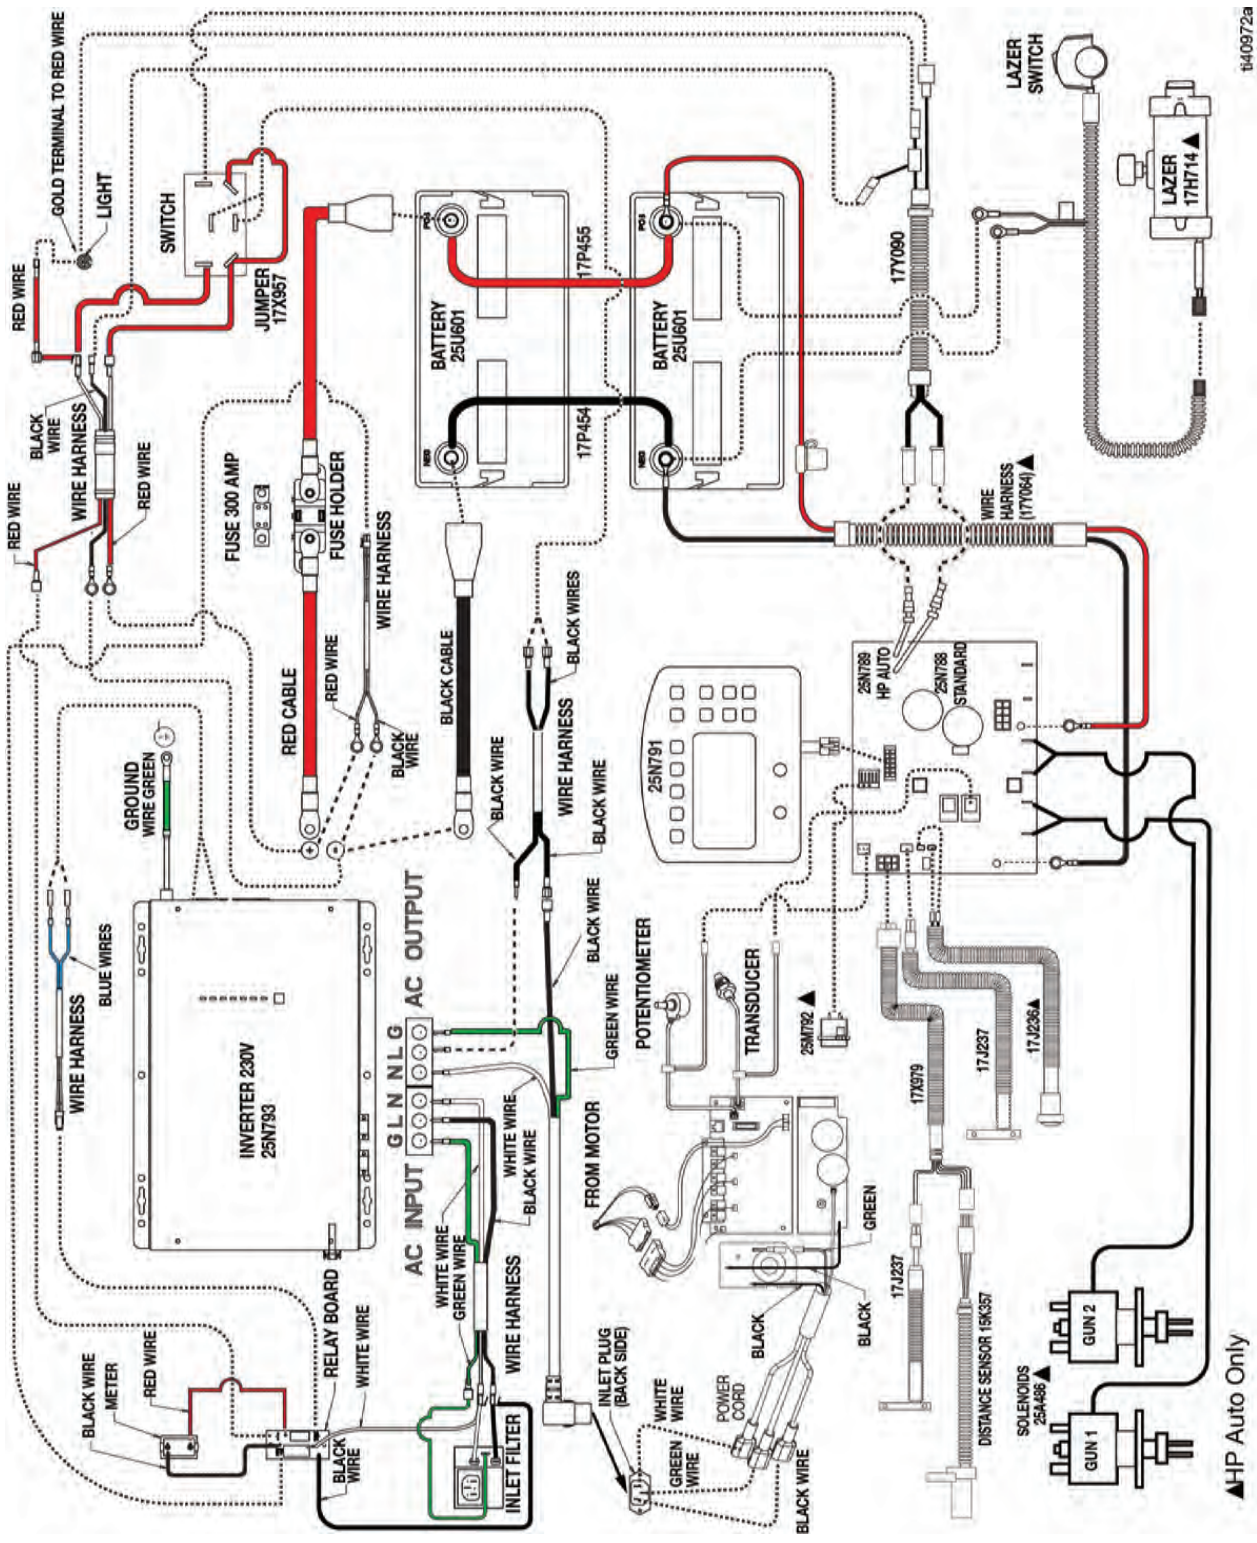 ti40972a
GOLD TERMINAL TO RED WIRE
LIGHT
RED WIRE
SWITCH
JUMPER
17X957
BLACK
WIRE
WIRE HARNESS
RED WIRE
RED WIRE
FUSE 300 AMP
FUSE HOLDER
WIRE HARNESS
POS
POS
BATTERY
25U601
BATTERY
25U601
17P455
17P454
NEG
NEG
17Y090
LAZER
SWITCH
LAZER
17H714▲
WIRE
HARNESS
(17Y064)▲
GROUND
WIRE GREEN
RED CABLE
RED WIRE
BLACK
WIRE
BLACK CABLE
BLACK WIRES
WIRE HARNESS
BLACK WIRE
BLACK WIRE
BLACK WIRE
GREEN WIRE
BLUE WIRES
WIRE HARNESS
INVERTER 230V
25N793
AC INPUT
G L N
N L G
AC OUTPUT
25N791
25N789
HP AUTO
25N788
STANDARD
POTENTIOMETER
TRANSDUCER
25M792▲
17X979
17J237
17J236▲
WHITE WIRE
BLACK WIRE
WHITE WIRE
GREEN WIRE
WIRE HARNESS
FROM MOTOR
GREEN
BLACK
BLACK
17J237
DISTANCE SENSOR 15K357
BLACK WIRE
METER
RED WIRE
RELAY BOARD
WHITE WIRE
BLACK
WIRE
INLET FILTER
INLET PLUG
(BACK SIDE)
WHITE
WIRE
GREEN
WIRE
POWER
CORD
BLACK WIRE
SOLENOIDS
25A486▲
GUN 2
GUN 1
▲HP Auto Only